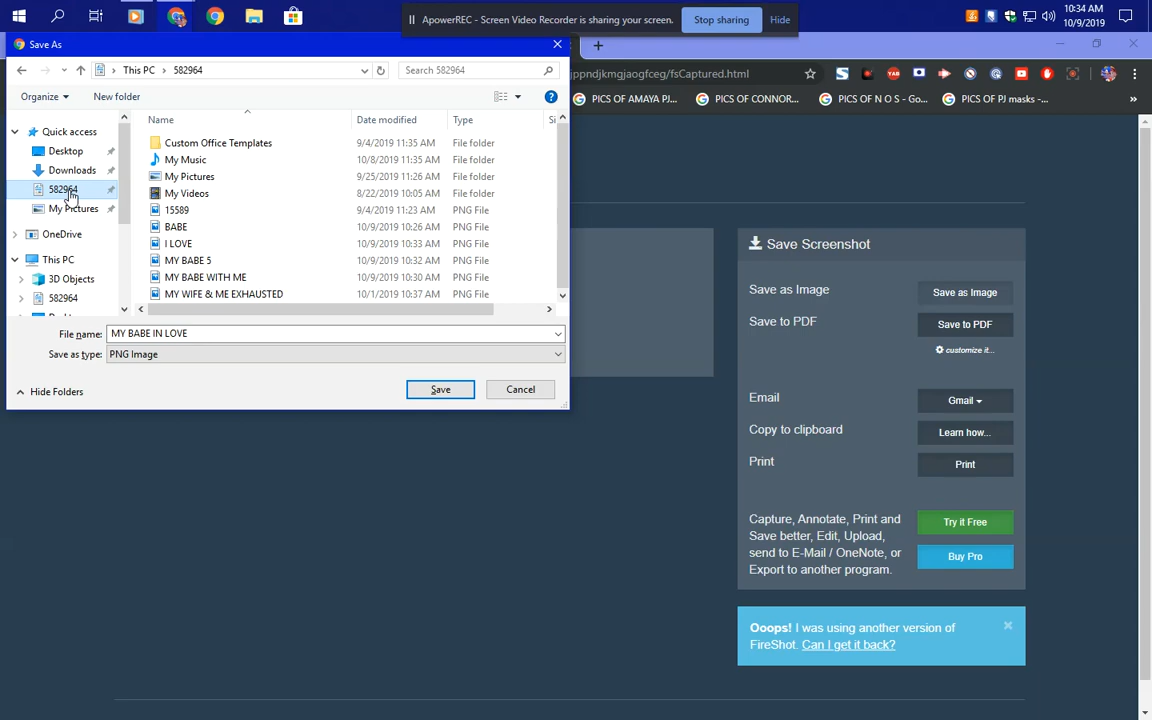 ApowerREC - Screen Video Recorder is sharing your screen.
Stop sharing
Hide
10:34 AM
10/9/2019
Save As
This PC
582964
Search 582964
jppndjkmgjaogfceg/fsCaptured.html
Organize
New folder
PICS OF AMAYA PJ...
PICS OF CONNOR...
PICS OF N O S - Go...
PICS OF PJ masks -...
Quick access
Desktop
Downloads
582964
My Pictures
OneDrive
This PC
3D Objects
582964
Name
Date modified
Type
Si
Custom Office Templates 9/4/2019 11:35 AM File folder
My Music 10/8/2019 11:35 AM File folder
My Pictures 9/25/2019 11:26 AM File folder
My Videos 8/22/2019 10:05 AM File folder
15589 9/4/2019 11:23 AM PNG File
BABE 10/9/2019 10:26 AM PNG File
I LOVE 10/9/2019 10:33 AM PNG File
MY BABE 5 10/9/2019 10:32 AM PNG File
MY BABE WITH ME 10/9/2019 10:30 AM PNG File
MY WIFE & ME EXHAUSTED 10/1/2019 10:37 AM PNG File
File name: MY BABE IN LOVE
Save as type: PNG Image
Hide Folders
Save
Cancel
Save Screenshot
Save as Image
Save as Image
Save to PDF
Save to PDF
customize it...
Email
Gmail
Copy to clipboard
Learn how...
Print
Print
Capture, Annotate, Print and
Save better, Edit, Upload,
send to E-Mail / OneNote, or
Export to another program.
Try it Free
Buy Pro
Ooops! I was using another version of
FireShot. Can I get it back?